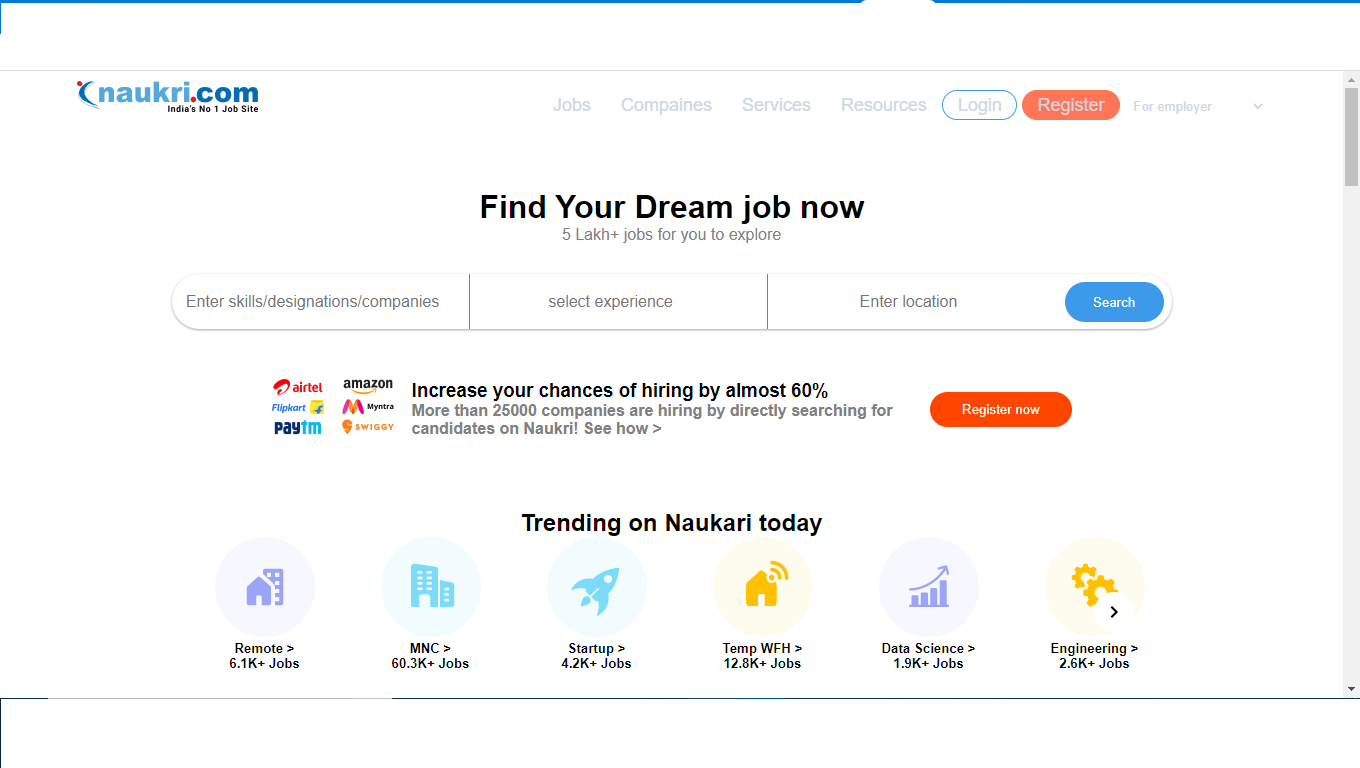 naukri.com
India's No 1 Job Site
Jobs
Compaines
Services
Resources
Login
Register
For employer
Find Your Dream job now
5 Lakh+ jobs for you to explore
Enter skills/designations/companies
select experience
Enter location
Search
airtel
amazon
Flipkart
Myntra
paytm
SWIGGY
Increase your chances of hiring by almost 60%
More than 25000 companies are hiring by directly searching for
candidates on Naukri! See how >
Register now
Trending on Naukari today
Remote >
6.1K+ Jobs
MNC >
60.3K+ Jobs
Startup >
4.2K+ Jobs
Temp WFH >
12.8K+ Jobs
Data Science >
1.9K+ Jobs
Engineering >
2.6K+ Jobs